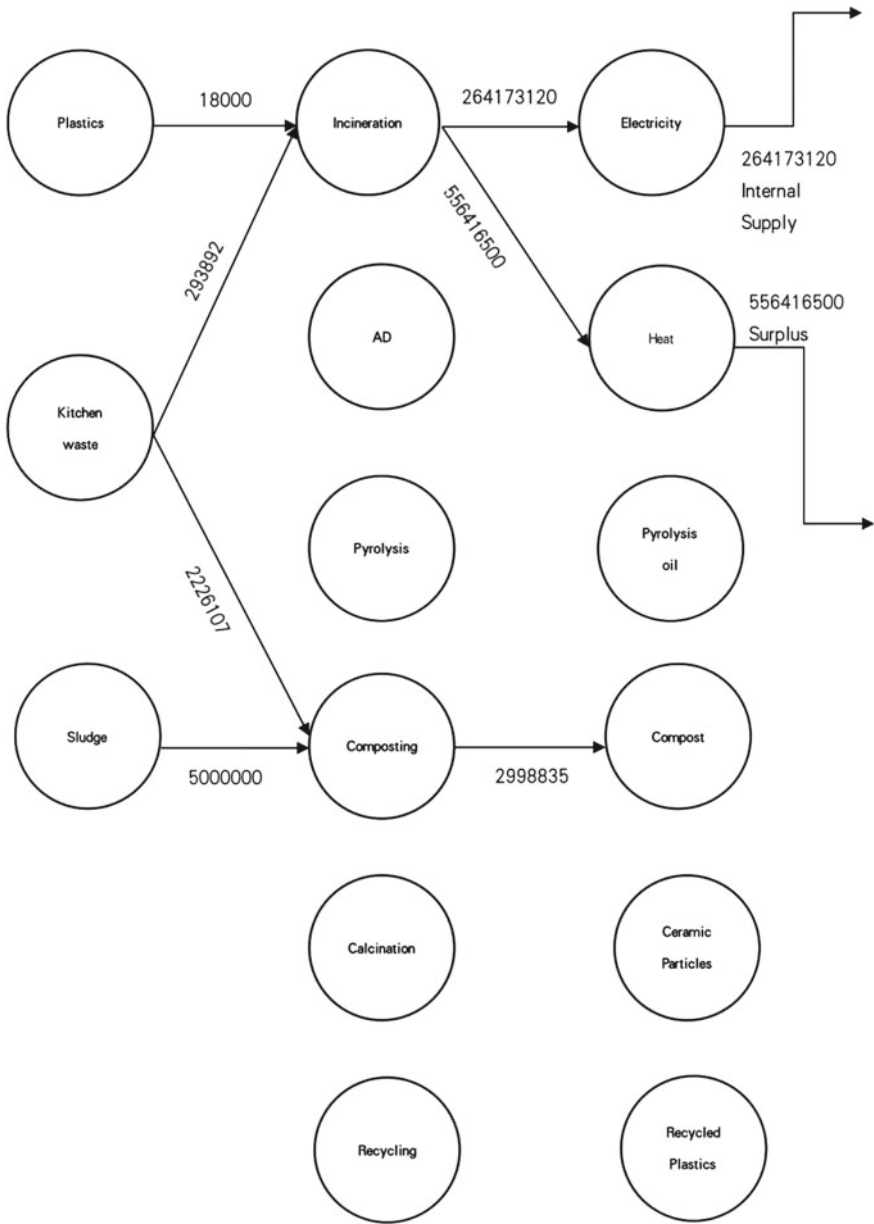 Plastics
18000
Incineration
264173120
Electricity
264173120
Internal
Supply
293892
556416500
AD
Heat
556416500
Surplus
Kitchen
waste
Pyrolysis
Pyrolysis
oil
2226107
Sludge
5000000
Composting
2998835
Compost
Calcination
Ceramic
Particles
Recycling
Recycled
Plastics